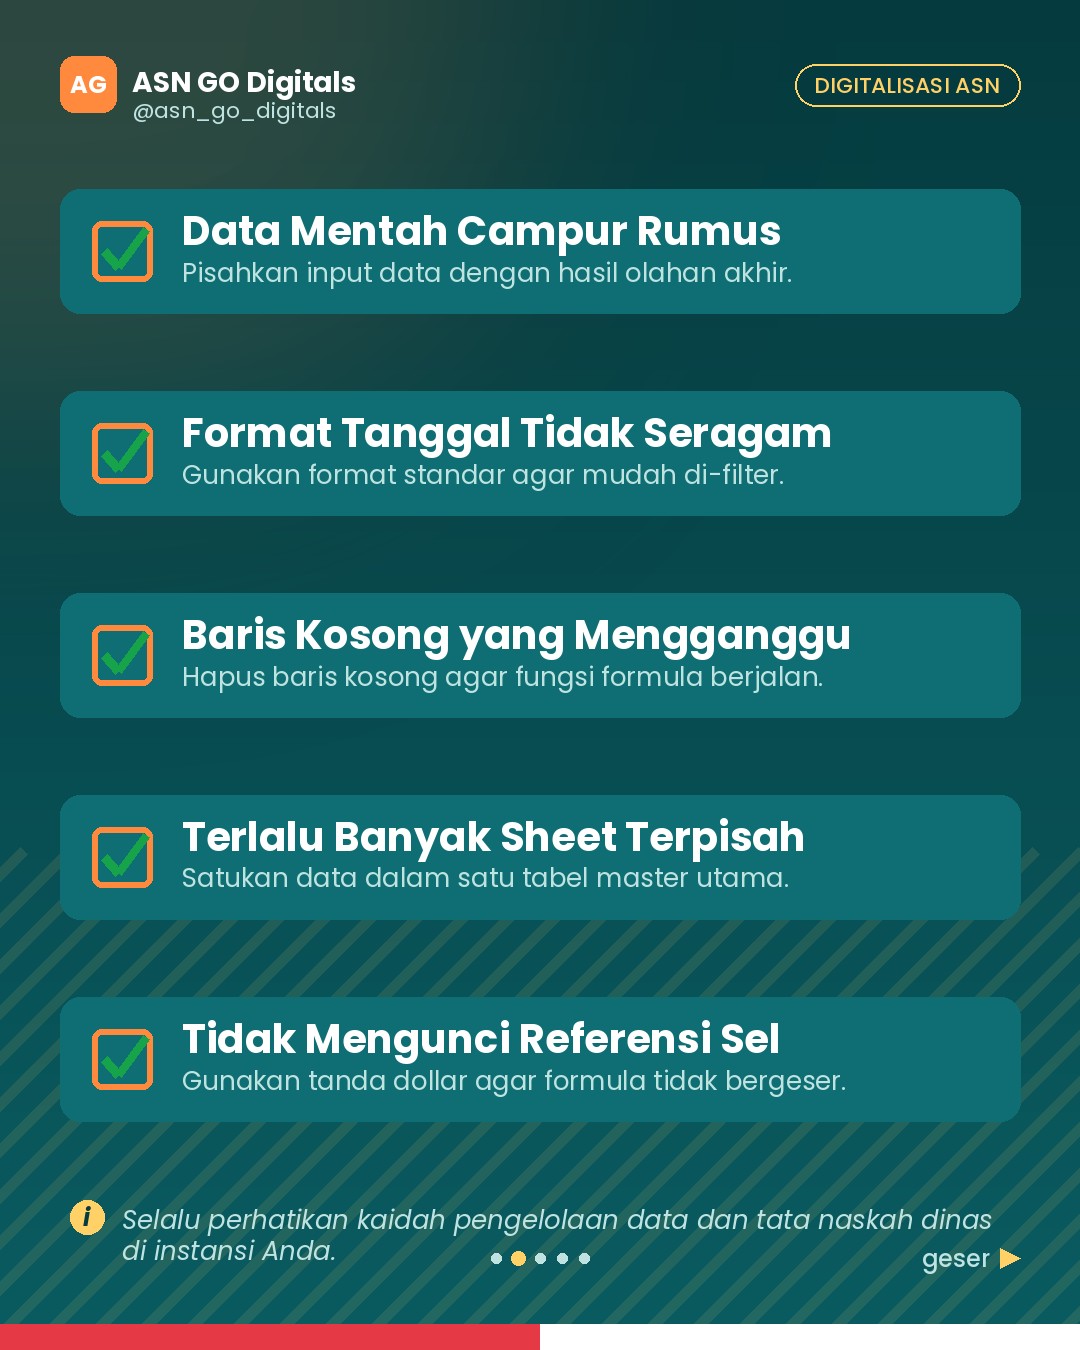 AG
ASN GO Digitals
@asn_go_digitals
DIGITALISASI ASN
Data Mentah Campur Rumus
Pisahkan input data dengan hasil olahan akhir.
Format Tanggal Tidak Seragam
Gunakan format standar agar mudah di-filter.
Baris Kosong yang Mengganggu
Hapus baris kosong agar fungsi formula berjalan.
Terlalu Banyak Sheet Terpisah
Satukan data dalam satu tabel master utama.
Tidak Mengunci Referensi Sel
Gunakan tanda dollar agar formula tidak bergeser.
i
Selalu perhatikan kaidah pengelolaan data dan tata naskah dinas
di instansi Anda.
geser